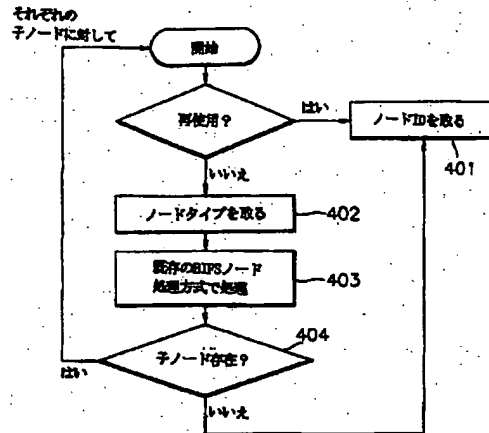 それぞれの
子ノードに対して
開始
再使用?
はい
ノードIDを取る
401
いいえ
ノードタイプを取る
402
既存のBIFSノード
処理方式で処理
403
404
子ノード存在?
はい
いいえ